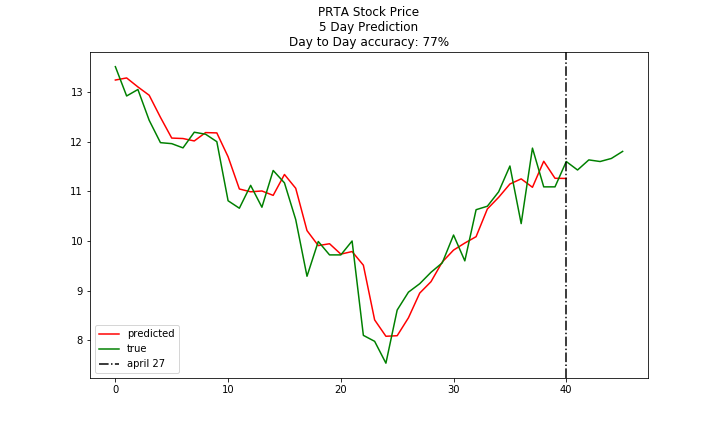 PRTA Stock Price
5 Day Prediction
Day to Day accuracy: 77%
13
12
11
10
9
8
predicted
true
april 27
0 10 20 30 40